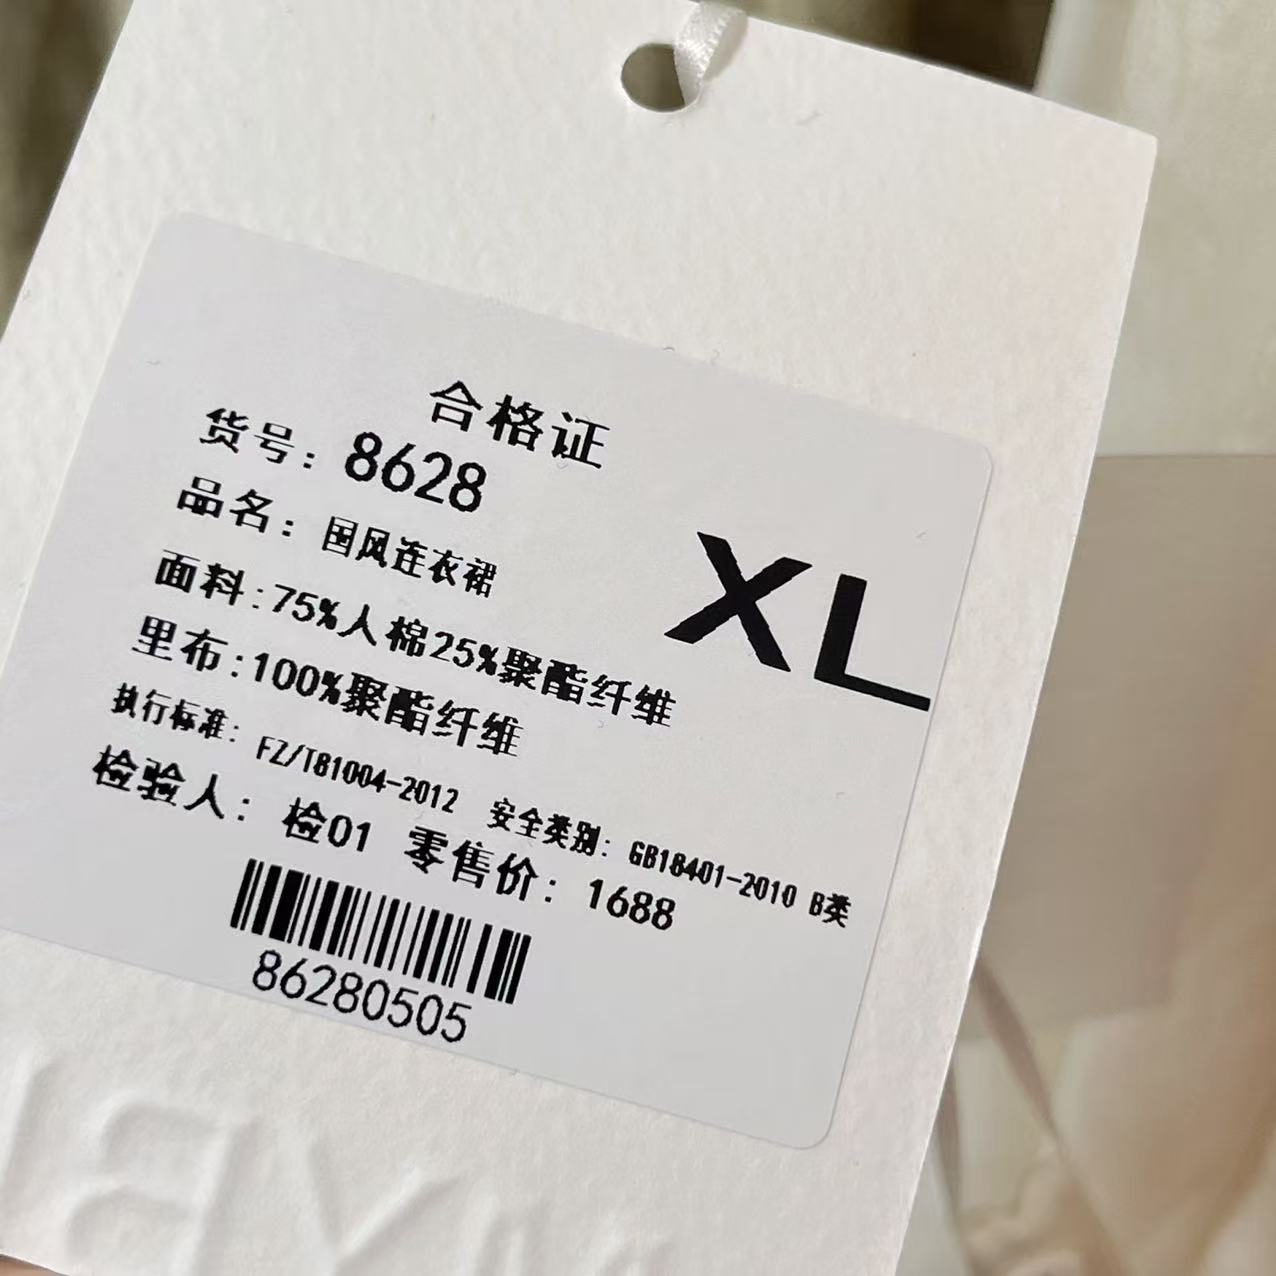 合格证
货号：8628
品名：国风连衣裙
XL
面料:75%人棉25%聚酯纤维
里布:100%聚酯纤维
执行标准：FZ/T81004-2012 安全类别：GB18401-2010 B类
检验人：检01 零售价：1688
86280505